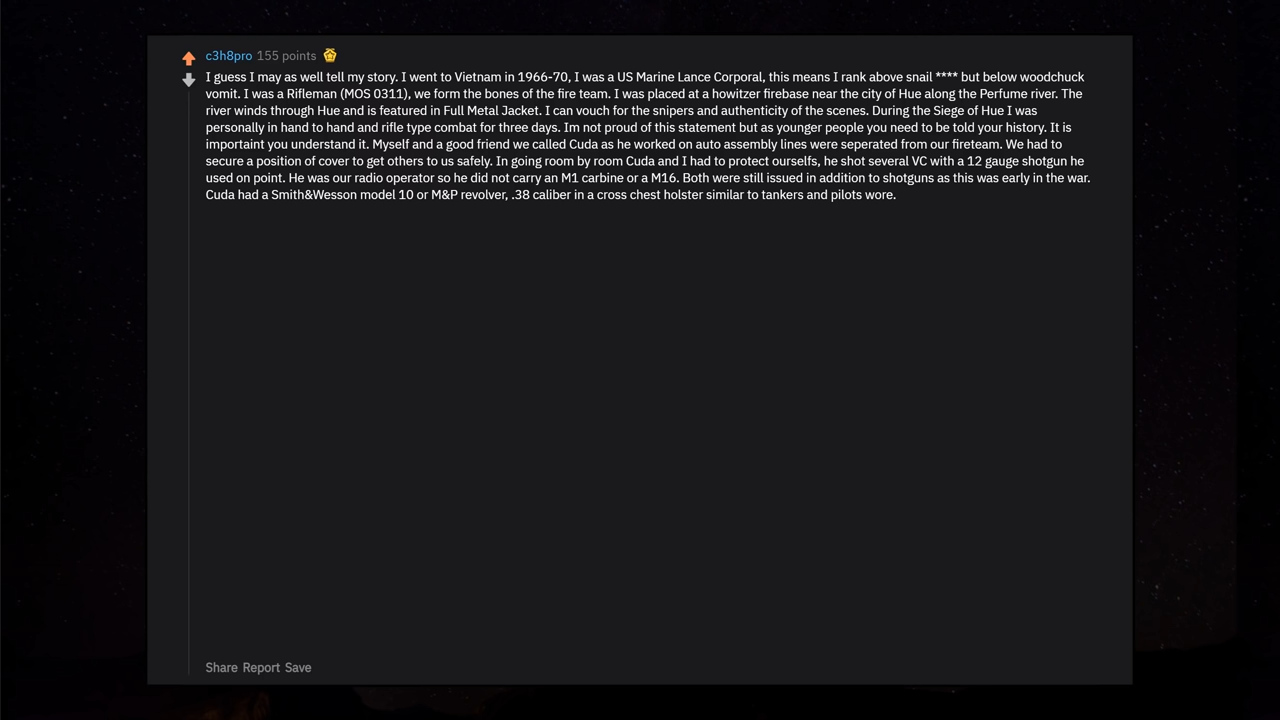 c3h8pro 155 points
I guess I may as well tell my story. I went to Vietnam in 1966-70, I was a US Marine Lance Corporal, this means I rank above snail **** but below woodchuck
vomit. I was a Rifleman (MOS 0311), we form the bones of the fire team. I was placed at a howitzer firebase near the city of Hue along the Perfume river. The
river winds through Hue and is featured in Full Metal Jacket. I can vouch for the snipers and authenticity of the scenes. During the Siege of Hue I was
personally in hand to hand and rifle type combat for three days. Im not proud of this statement but as younger people you need to be told your history. It is
importaint you understand it. Myself and a good friend we called Cuda as he worked on auto assembly lines were seperated from our fireteam. We had to
secure a position of cover to get others to us safely. In going room by room Cuda and I had to protect ourselfs, he shot several VC with a 12 gauge shotgun he
used on point. He was our radio operator so he did not carry an M1 carbine or a M16. Both were still issued in addition to shotguns as this was early in the war.
Cuda had a Smith&Wesson model 10 or M&P revolver, .38 caliber in a cross chest holster similar to tankers and pilots wore.
Share Report Save